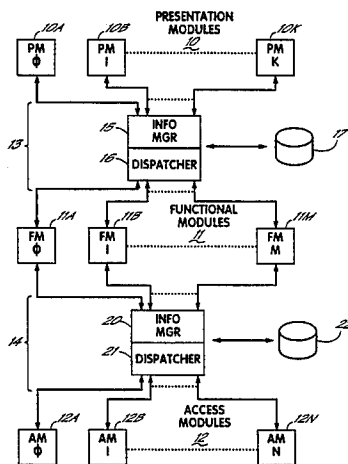 PRESENTATION
MODULES
10A
10B
10
10K
PM
Φ
PM
I
PM
K
13
15
INFO
MGR
16
DISPATCHER
17
11A
11B
FUNCTIONAL
MODULES
11
11M
FM
Φ
FM
I
FM
M
14
20
INFO
MGR
21
DISPATCHER
22
12A
12B
ACCESS
MODULES
12
12N
AM
Φ
AM
I
AM
N